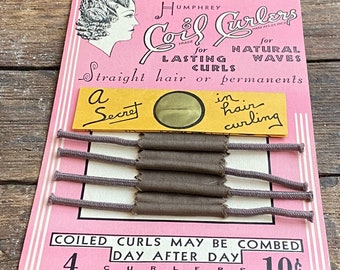 Humphrey
Coil Curlers
for LASTING CURLS
for NATURAL WAVES
Straight hair or permanents
A Secret in hair curling
COILED CURLS MAY BE COMBED
DAY AFTER DAY
4 CURLERS 10¢